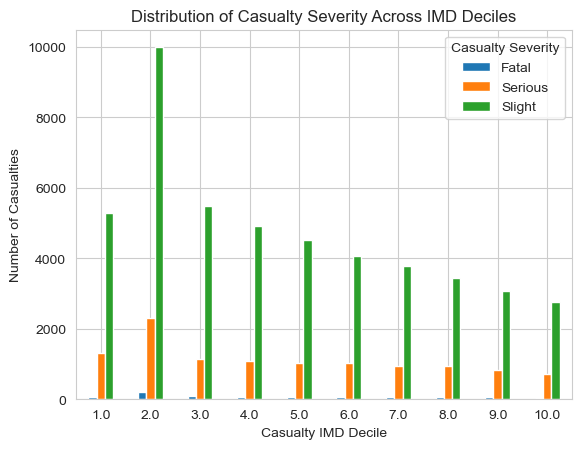 Distribution of Casualty Severity Across IMD Deciles
Casualty Severity
Fatal
Serious
Slight
Number of Casualties
10000
8000
6000
4000
2000
0
1.0 2.0 3.0 4.0 5.0 6.0 7.0 8.0 9.0 10.0
Casualty IMD Decile